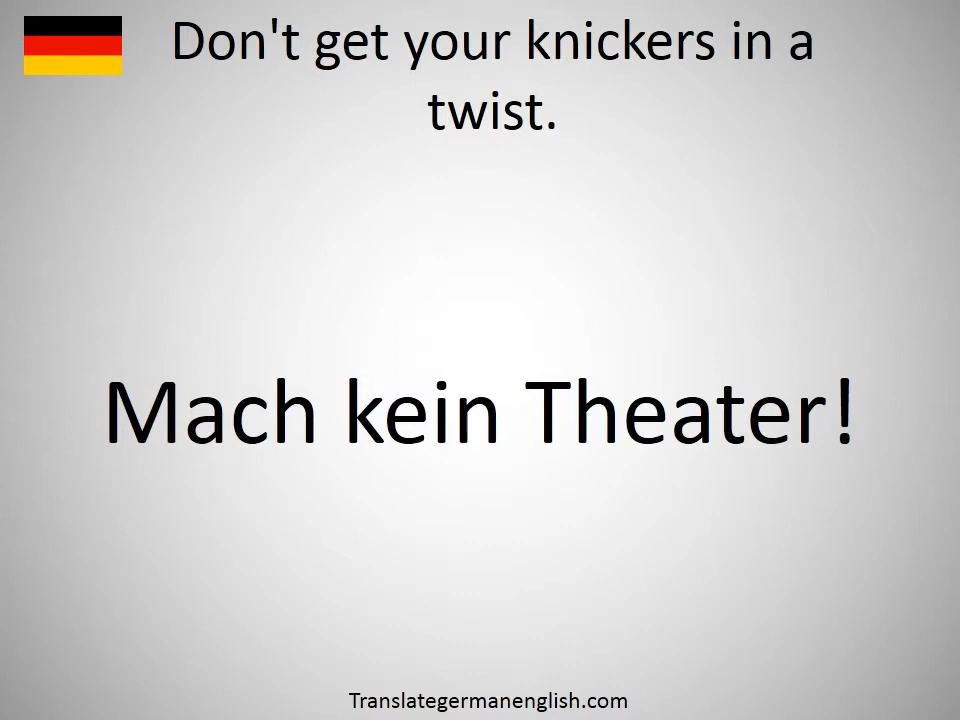 Don't get your knickers in a
twist.
Mach kein Theater!
Translategermanenglish.com